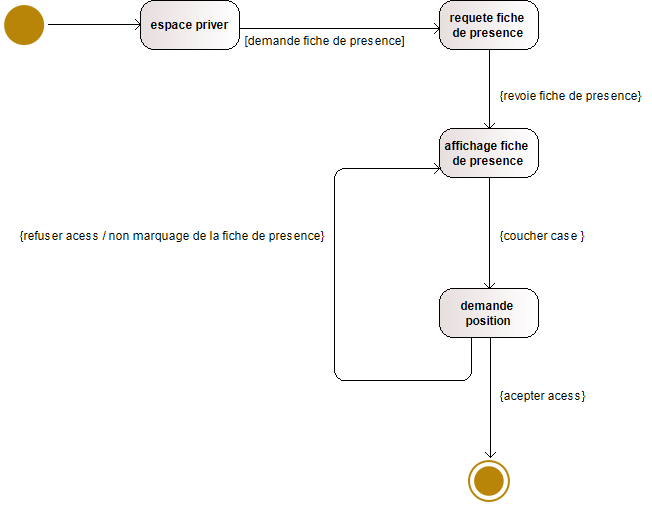 espace priver
[demande fiche de presence]
requete fiche
de presence
{revoie fiche de presence}
affichage fiche
de presence
{refuser acess / non marquage de la fiche de presence}
{coucher case }
demande
position
{acepter acess}